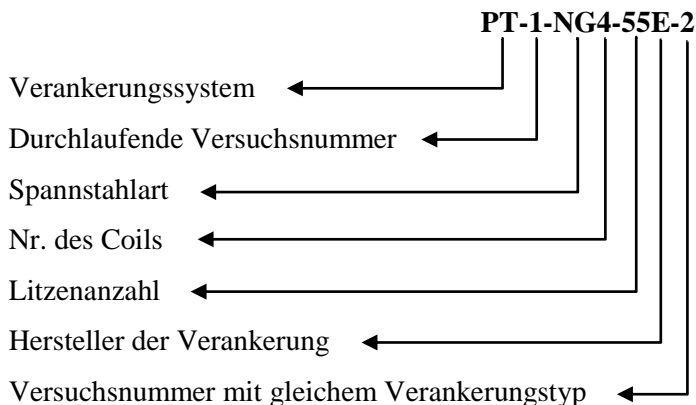 PT-1-NG4-55E-2
Verankerungssystem
Durchlaufende Versuchsnummer
Spannstahlart
Nr. des Coils
Litzenanzahl
Hersteller der Verankerung
Versuchsnummer mit gleichem Verankerungstyp